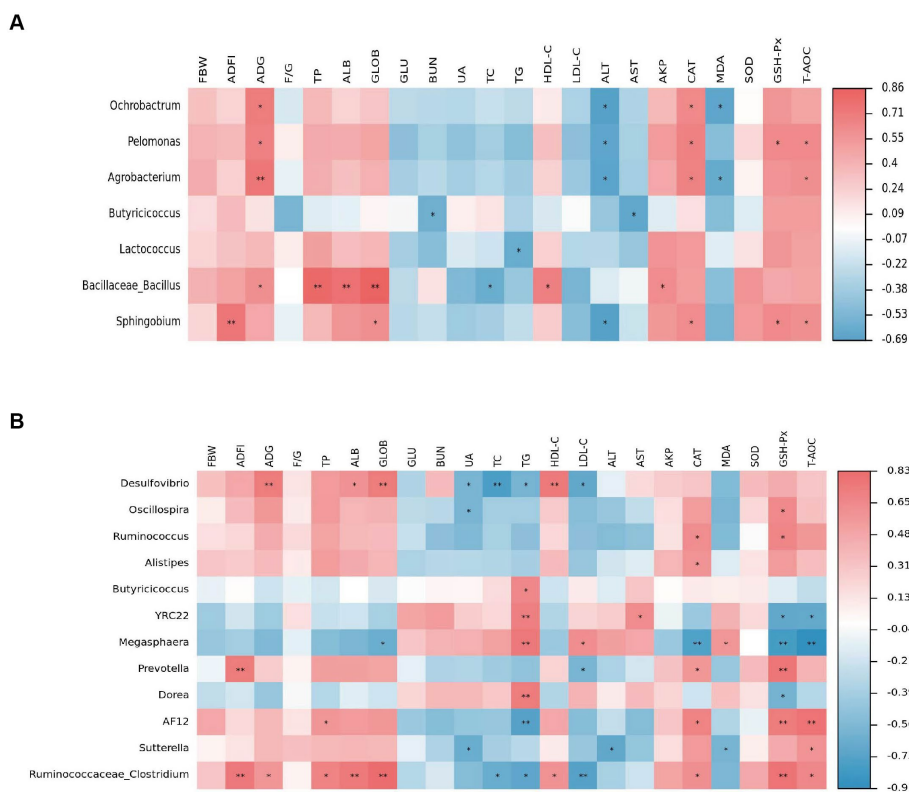 A
FBW ADFI ADG F/G TP ALB GLOB GLU BUN UA TC TG HDL-C LDL-C ALT AST AKP CAT MDA SOD GSH-Px T-AOC
Ochrobactrum * * * *
Pelomonas * * * * *
Agrobacterium ** * * * *
Butyricicoccus * *
Lactococcus *
Bacillaceae_Bacillus * ** ** ** * * *
Sphingobium ** * * * * *
0.86
0.71
0.55
0.40
0.24
0.09
-0.07
-0.22
-0.38
-0.53
-0.69
B
FBW ADFI ADG F/G TP ALB GLOB GLU BUN UA TC TG HDL-C LDL-C ALT AST AKP CAT MDA SOD GSH-Px T-AOC
Desulfovibrio ** * ** * ** * ** *
Oscillospira * *
Ruminococcus * *
Alistipes *
Butyricicoccus *
YRC22 ** * * *
Megasphaera * ** * ** * ** **
Prevotella ** * * **
Dorea ** *
AF12 * ** * ** **
Sutterella * * * *
Ruminococcaceae_Clostridium ** * * ** ** * * * ** * ** *
0.83
0.65
0.48
0.31
0.13